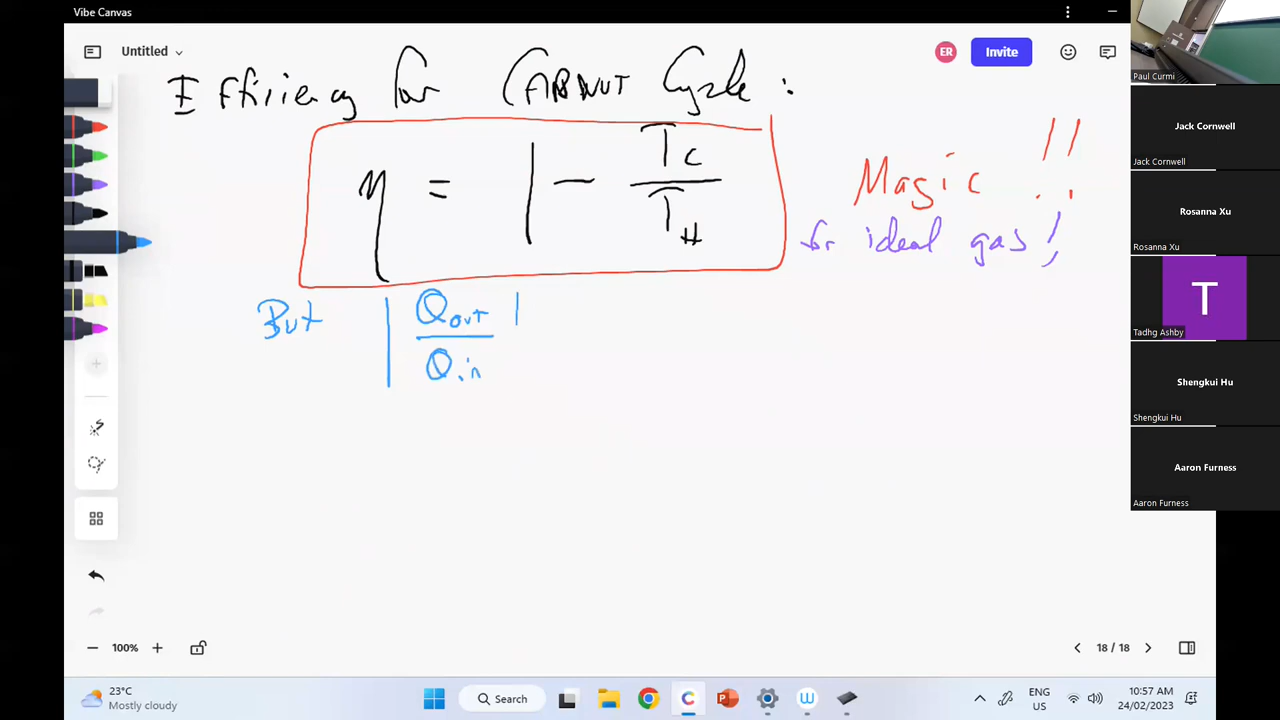 Vibe Canvas
Untitled
ER
Invite
Efficiency for CARNOT Cycle :
η = 1 - Tc / TH
Magic !!
for ideal gas !
But | Qout / Qin |
Paul Curmi
Jack Cornwell
Jack Cornwell
Rosanna Xu
Rosanna Xu
T
Tadhg Ashby
Shengkui Hu
Shengkui Hu
Aaron Furness
Aaron Furness
100%
18 / 18
23°C
Mostly cloudy
Search
ENG
US
10:57 AM
24/02/2023